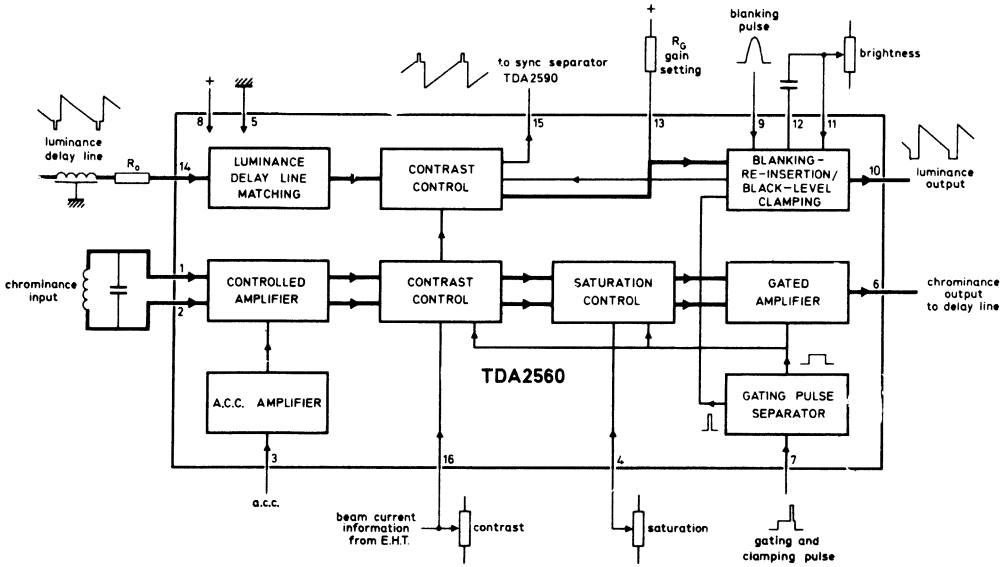 +
blanking
pulse
to sync separator
TDA2590
R_G
gain
setting
brightness
+
8
5
15
13
9
12
11
luminance
delay line
R_o
14
LUMINANCE
DELAY LINE
MATCHING
CONTRAST
CONTROL
BLANKING-
RE-INSERTION/
BLACK-LEVEL
CLAMPING
10
luminance
output
chrominance
input
1
2
CONTROLLED
AMPLIFIER
CONTRAST
CONTROL
SATURATION
CONTROL
GATED
AMPLIFIER
6
chrominance
output
to delay line
TDA2560
A.C.C. AMPLIFIER
GATING PULSE
SEPARATOR
3
16
4
7
a.c.c.
beam current
information
from E.H.T.
contrast
saturation
gating and
clamping pulse